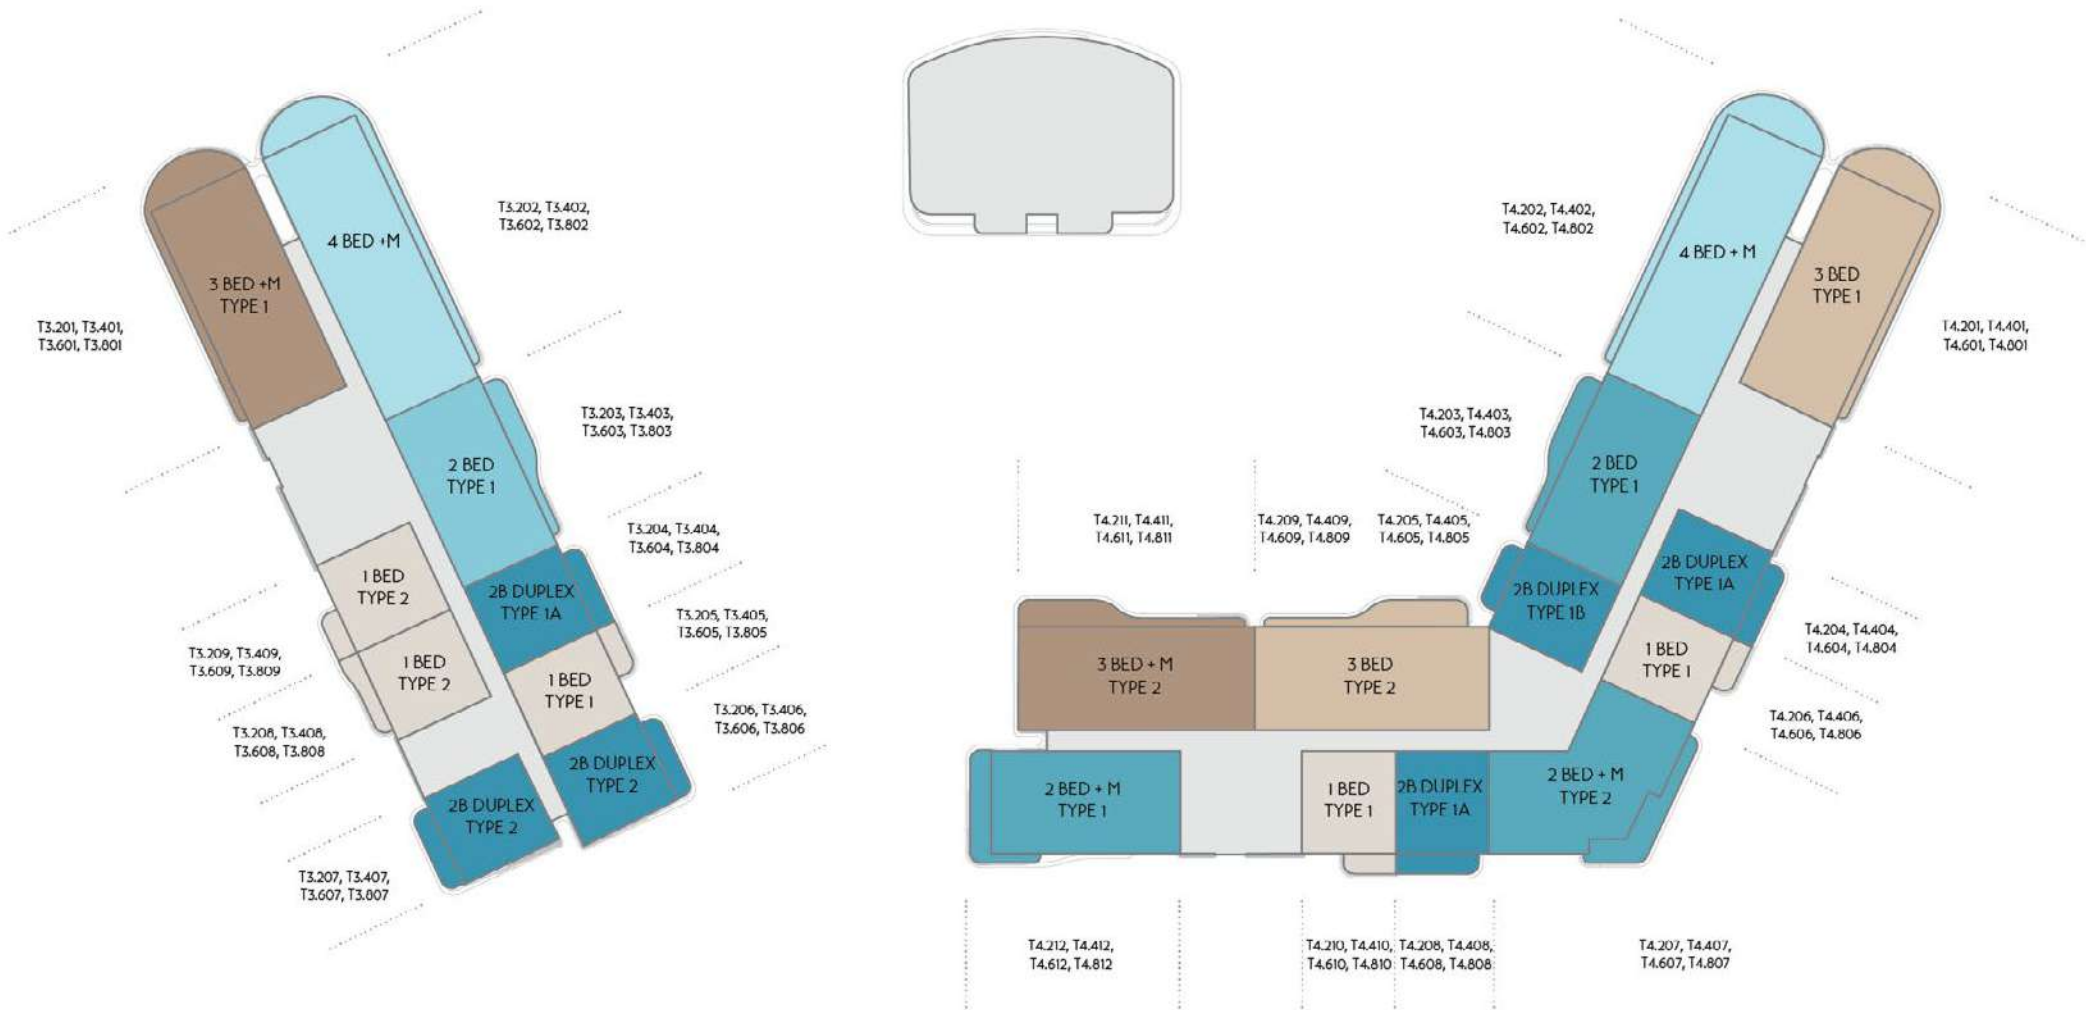 4 BED +M
3 BED +M
TYPE 1
T3.202, T3.402,
T3.602, T3.802
T3.201, T3.401,
T3.601, T3.801
2 BED
TYPE 1
T3.203, T3.403,
T3.603, T3.803
T3.204, T3.404,
T3.604, T3.804
1 BED
TYPE 2
2B DUPLEX
TYPE 1A
T3.205, T3.405,
T3.605, T3.805
T3.209, T3.409,
T3.609, T3.809
1 BED
TYPE 2
1 BED
TYPE 1
T3.206, T3.406,
T3.606, T3.806
T3.208, T3.408,
T3.608, T3.808
2B DUPLEX
TYPE 2
2B DUPLEX
TYPE 2
T3.207, T3.407,
T3.607, T3.807
T4.202, T4.402,
T4.602, T4.802
4 BED + M
3 BED
TYPE 1
T4.201, T4.401,
T4.601, T4.801
T4.203, T4.403,
T4.603, T4.803
2 BED
TYPE 1
T4.211, T4.411,
T4.611, T4.811
T4.209, T4.409,
T4.609, T4.809
T4.205, T4.405,
T4.605, T4.805
2B DUPLEX
TYPE 1B
2B DUPLEX
TYPE 1A
T4.204, T4.404,
T4.604, T4.804
3 BED + M
TYPE 2
3 BED
TYPE 2
1 BED
TYPE 1
T4.206, T4.406,
T4.606, T4.806
2 BED + M
TYPE 1
1 BED
TYPE 1
2B DUPLEX
TYPE 1A
2 BED + M
TYPE 2
T4.212, T4.412,
T4.612, T4.812
T4.210, T4.410,
T4.610, T4.810
T4.208, T4.408,
T4.608, T4.808
T4.207, T4.407,
T4.607, T4.807